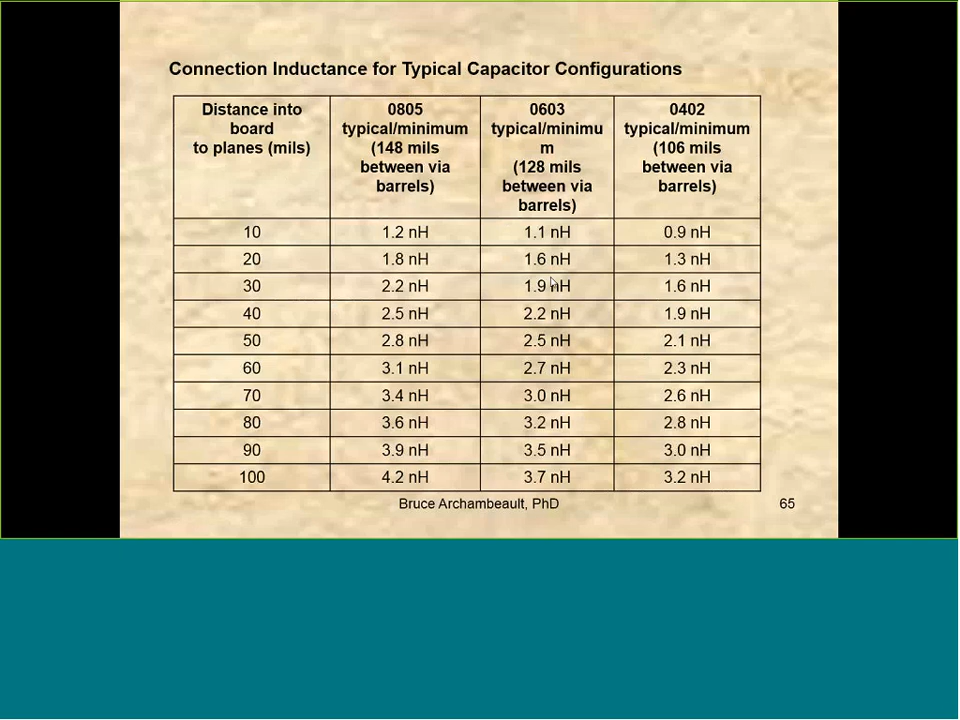 Connection Inductance for Typical Capacitor Configurations
Distance into
board
to planes (mils)
0805
typical/minimum
(148 mils
between via
barrels)
0603
typical/minimu
m
(128 mils
between via
barrels)
0402
typical/minimum
(106 mils
between via
barrels)
10 1.2 nH 1.1 nH 0.9 nH
20 1.8 nH 1.6 nH 1.3 nH
30 2.2 nH 1.9 nH 1.6 nH
40 2.5 nH 2.2 nH 1.9 nH
50 2.8 nH 2.5 nH 2.1 nH
60 3.1 nH 2.7 nH 2.3 nH
70 3.4 nH 3.0 nH 2.6 nH
80 3.6 nH 3.2 nH 2.8 nH
90 3.9 nH 3.5 nH 3.0 nH
100 4.2 nH 3.7 nH 3.2 nH
Bruce Archambeault, PhD 65